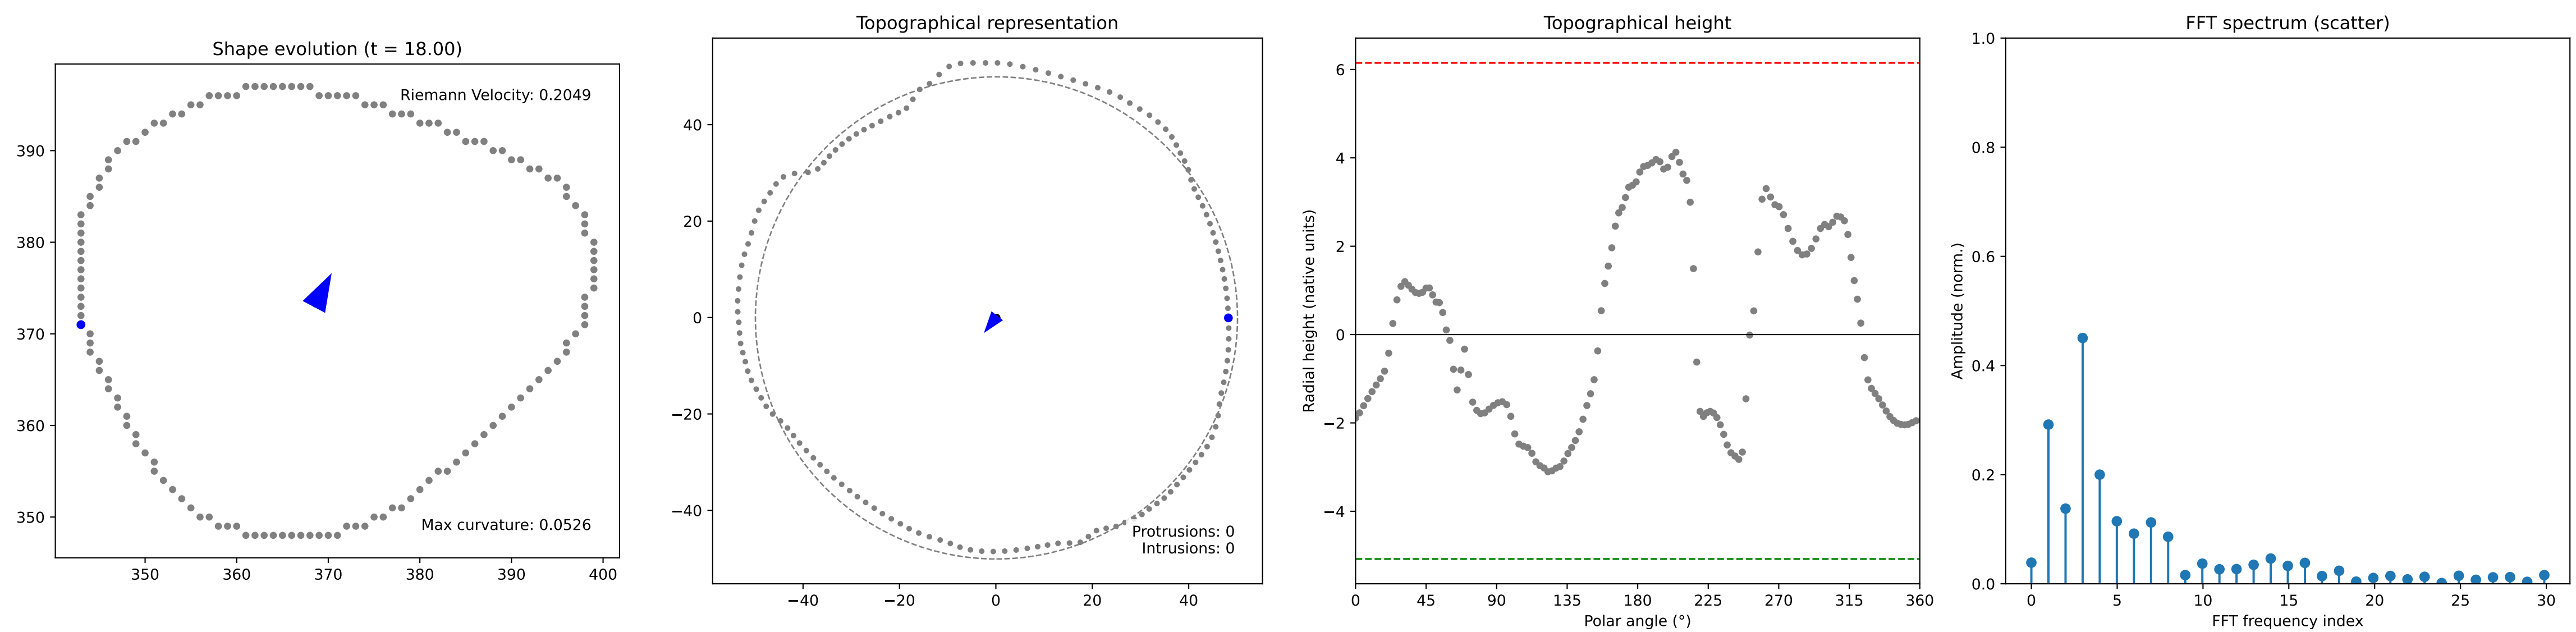 Shape evolution (t = 18.00)
Riemann Velocity: 0.2049
Max curvature: 0.0526
390
380
370
360
350
350 360 370 380 390 400
Topographical representation
40
20
0
−20
−40
−40 −20 0 20 40
Protrusions: 0
Intrusions: 0
Topographical height
Radial height (native units)
6
4
2
0
−2
−4
0 45 90 135 180 225 270 315 360
Polar angle (°)
FFT spectrum (scatter)
Amplitude (norm.)
1.0
0.8
0.6
0.4
0.2
0.0
0 5 10 15 20 25 30
FFT frequency index